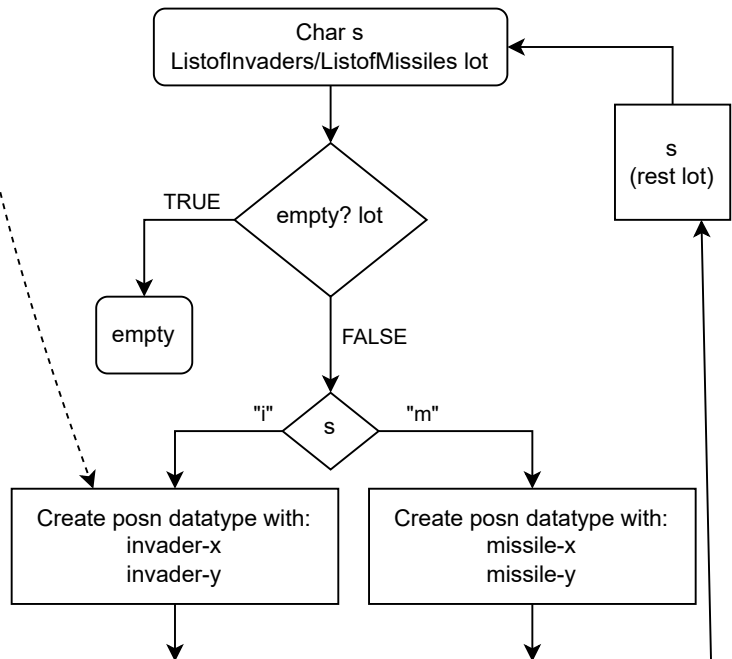 Char s
ListofInvaders/ListofMissiles lot
s
(rest lot)
TRUE
empty? lot
empty
FALSE
"i"
s
"m"
Create posn datatype with:
invader-x
invader-y
Create posn datatype with:
missile-x
missile-y